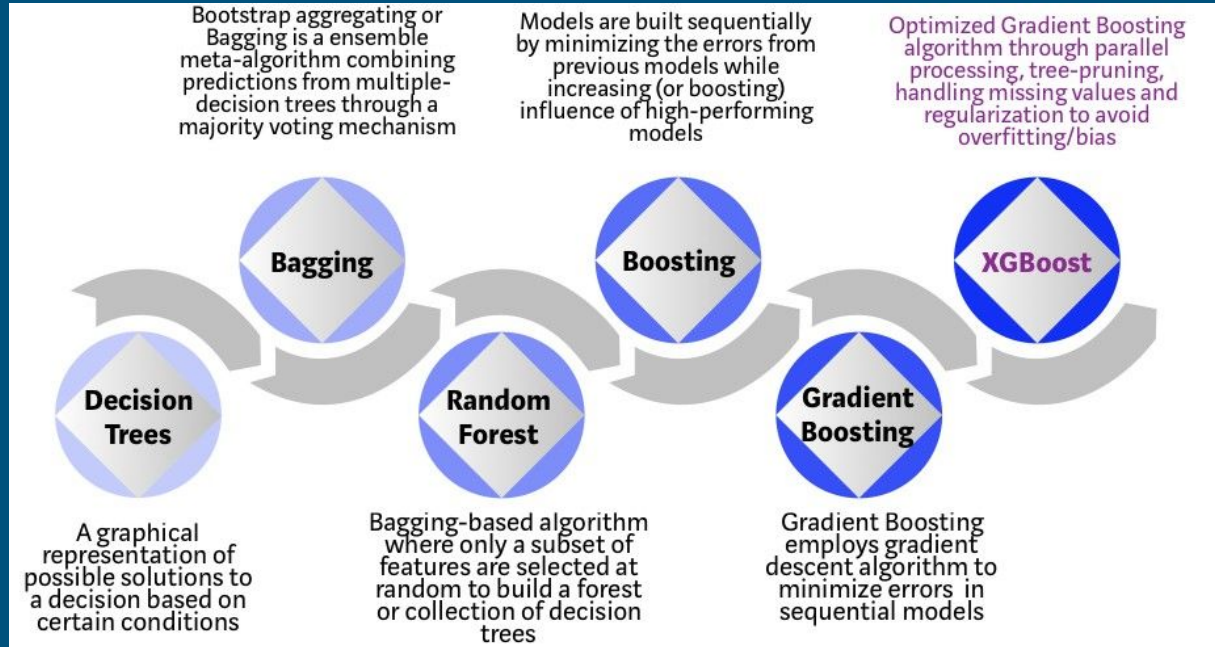 Bootstrap aggregating or
Bagging is a ensemble
meta-algorithm combining
predictions from multiple-
decision trees through a
majority voting mechanism
Models are built sequentially
by minimizing the errors from
previous models while
increasing (or boosting)
influence of high-performing
models
Optimized Gradient Boosting
algorithm through parallel
processing, tree-pruning,
handling missing values and
regularization to avoid
overfitting/bias
Bagging
Boosting
XGBoost
Decision
Trees
Random
Forest
Gradient
Boosting
A graphical
representation of
possible solutions to
a decision based on
certain conditions
Bagging-based algorithm
where only a subset of
features are selected at
random to build a forest
or collection of decision
trees
Gradient Boosting
employs gradient
descent algorithm to
minimize errors in
sequential models